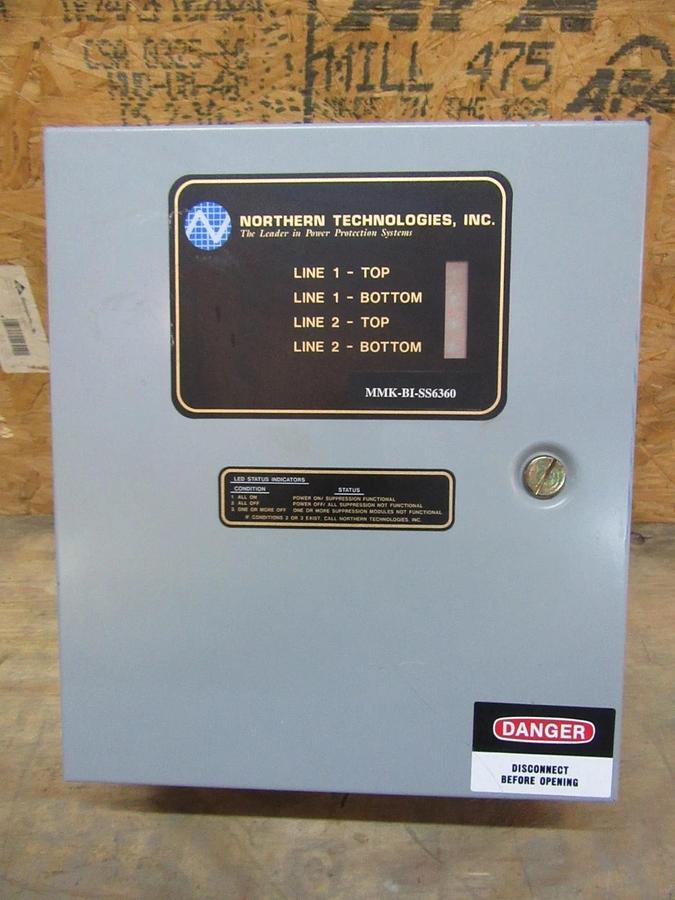 MILL 475
APA
NORTHERN TECHNOLOGIES, INC.
The Leader in Power Protection Systems
LINE 1 - TOP
LINE 1 - BOTTOM
LINE 2 - TOP
LINE 2 - BOTTOM
MMK-BI-SS6360
LED STATUS INDICATORS
CONDITION STATUS
1 ALL ON POWER ON/ SUPPRESSION FUNCTIONAL
2 ALL OFF POWER OFF/ ALL SUPPRESSION NOT FUNCTIONAL
3. ONE OR MORE OFF ONE OR MORE SUPPRESSION MODULES NOT FUNCTIONAL
IF CONDITIONS 2 OR 3 EXIST, CALL NORTHERN TECHNOLOGIES, INC.
DANGER
DISCONNECT
BEFORE OPENING